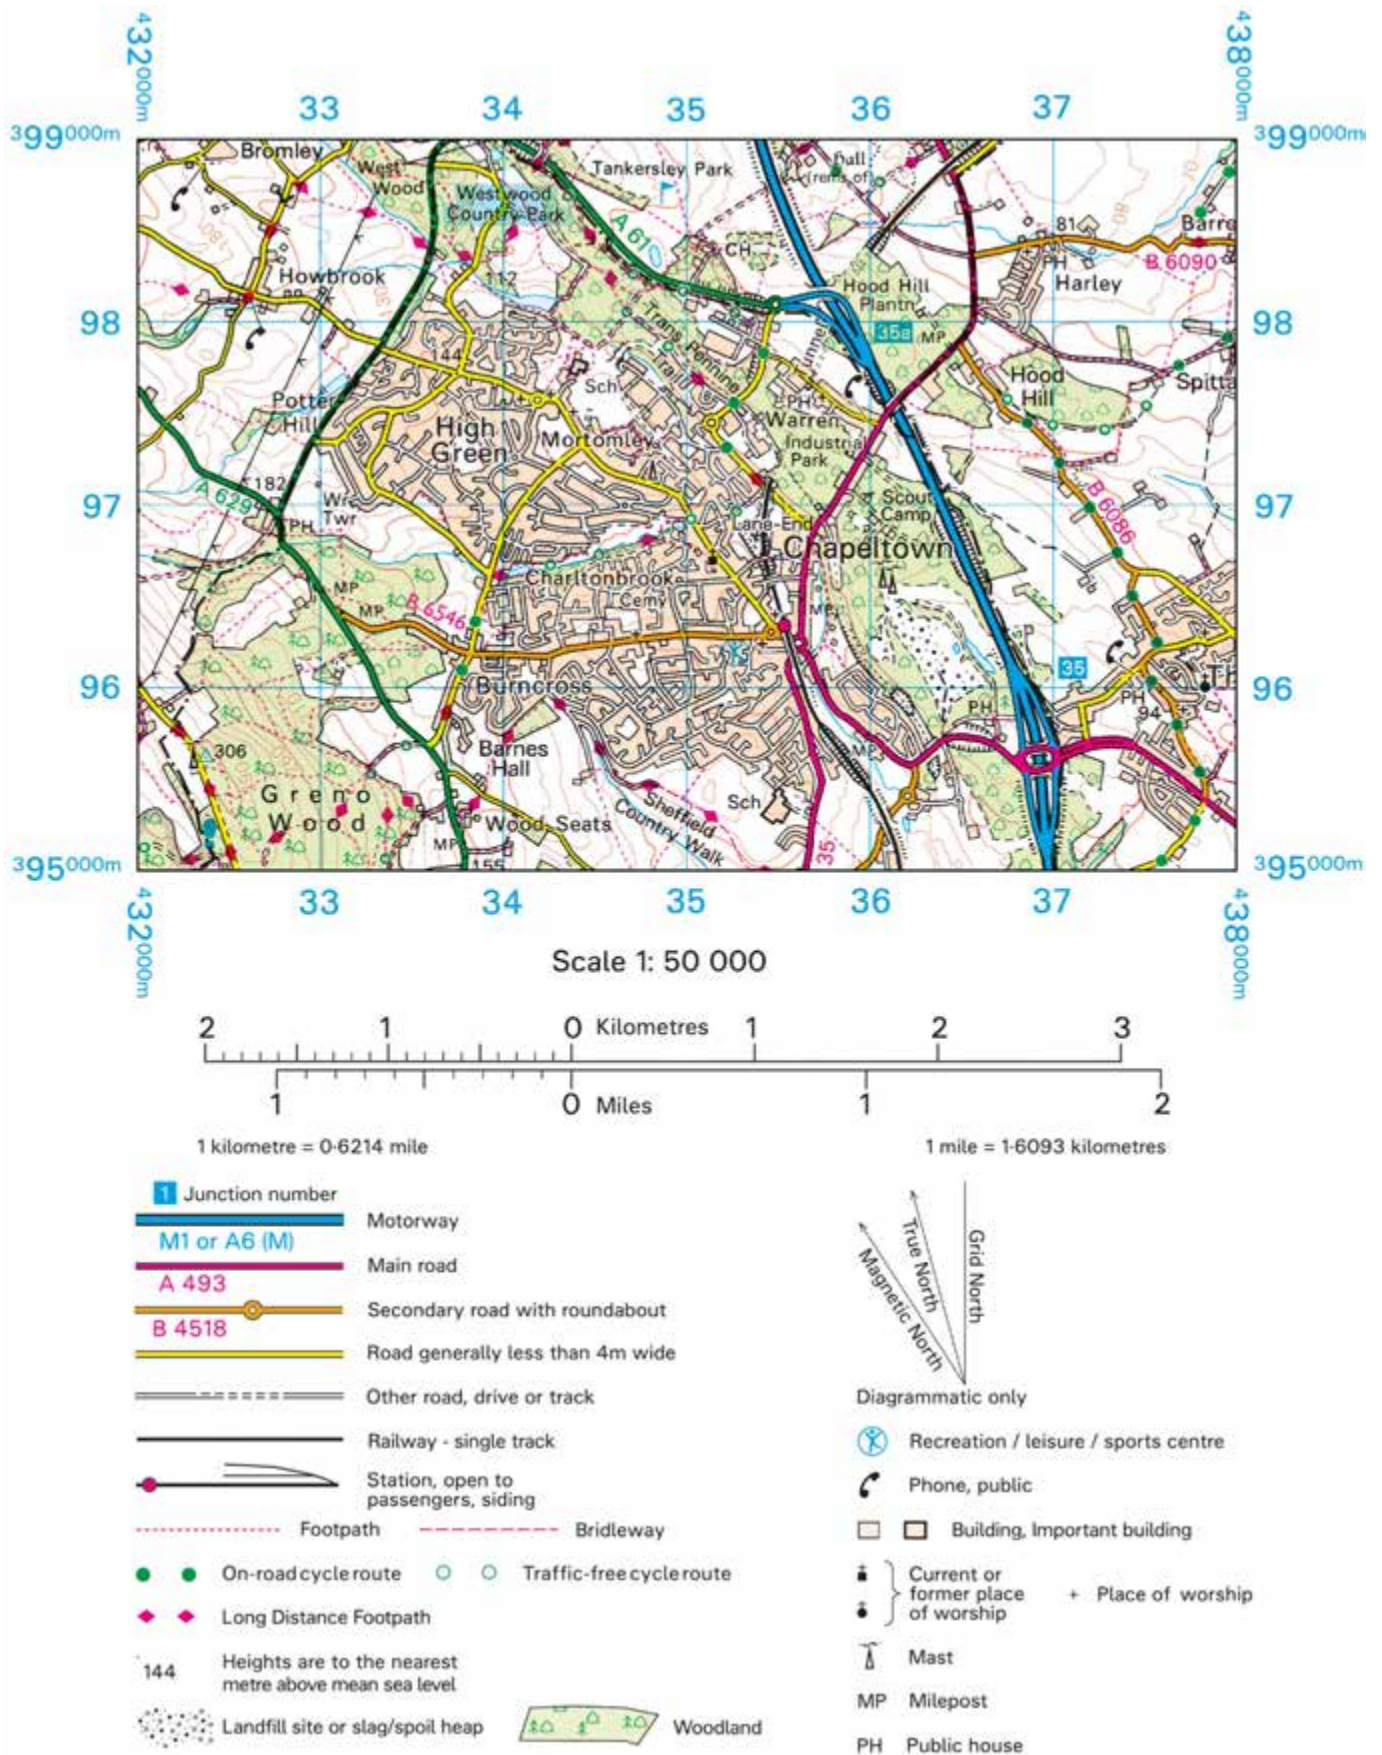 432000m
438000m
33
34
35
36
37
399000m
399000m
Bromley
West
Wood
Westwood
Country Park
Tankersley Park
Hull
(rems of)
A 61
CH
81
Barre
PH
B 6090
Harley
180
80
Howbrook
112
Hood Hill
Plantn
98
98
35a
MP
Trans Pennine
Trail
Tunnel
144
Sch
Hood
Hill
Spitta
Potter
Hill
PH
Warren
High
Green
Mortomley
Industrial
Park
182
A 629
Wr
Twr
Scout
Camp
B 6086
97
97
PH
Lane-End
Chapeltown
MP
Charltonbrook
Cemy
MP
B 6546
MP
35
96
96
Burncross
PH
PH
Th
94
306
Barnes
Hall
MP
Greno
Wood
Sch
Sheffield
Country Walk
Wood Seats
MP
155
35
395000m
395000m
33
34
35
36
37
432000m
438000m
Scale 1: 50 000
2 1 0 Kilometres 1 2 3
1 0 Miles 1 2
1 kilometre = 0·6214 mile
1 mile = 1·6093 kilometres
1 Junction number
Motorway
M1 or A6 (M)
Main road
A 493
Secondary road with roundabout
B 4518
Road generally less than 4m wide
Other road, drive or track
Railway - single track
Station, open to
passengers, siding
Footpath
Bridleway
On-road cycle route
Traffic-free cycle route
Long Distance Footpath
144
Heights are to the nearest
metre above mean sea level
Landfill site or slag/spoil heap
Woodland
Magnetic North
True North
Grid North
Diagrammatic only
Recreation / leisure / sports centre
Phone, public
Building, Important building
Current or
former place
of worship
+ Place of worship
Mast
MP Milepost
PH Public house